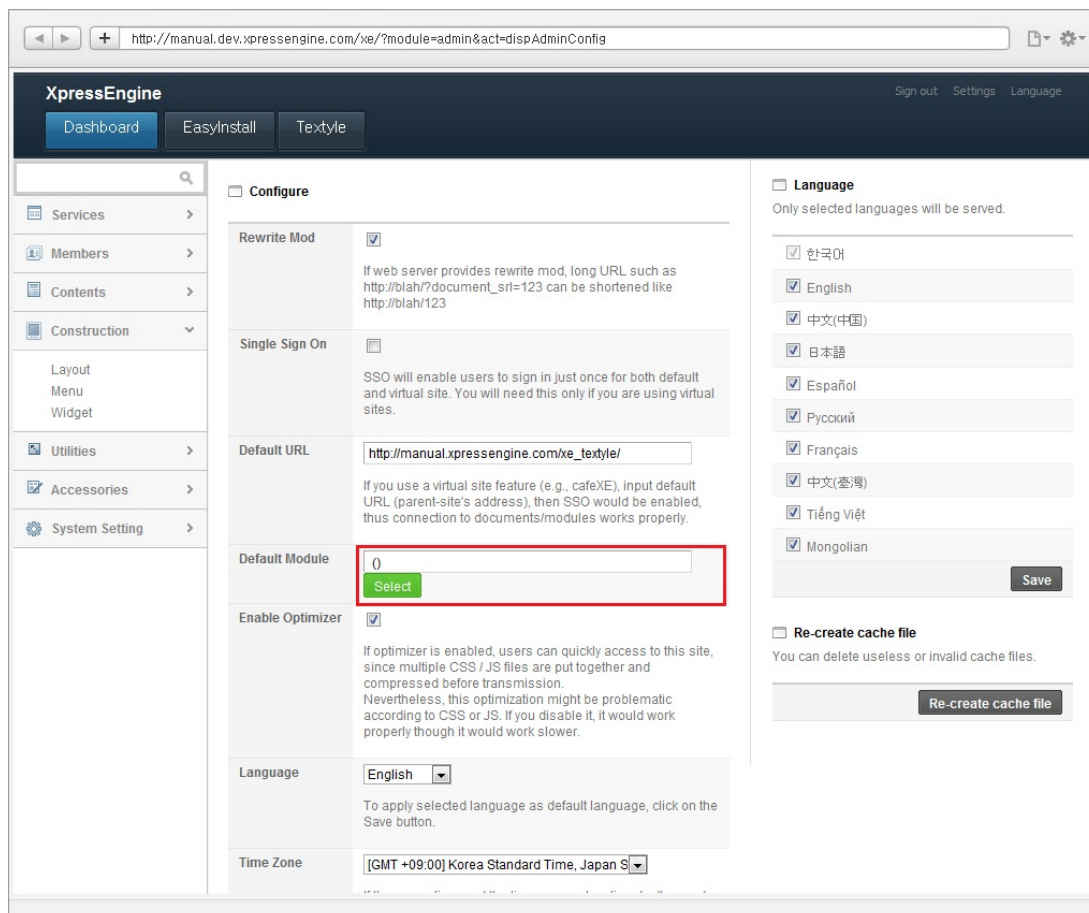 http://manual.dev.xpressengine.com/xe/?module=admin&act=dispAdminConfig
XpressEngine
Sign out Settings Language
Dashboard EasyInstall Textyle
Services
Members
Contents
Construction
Layout
Menu
Widget
Utilities
Accessories
System Setting
Configure
Rewrite Mod
If web server provides rewrite mod, long URL such as
http://blah/?document_srl=123 can be shortened like
http://blah/123
Single Sign On
SSO will enable users to sign in just once for both default
and virtual site. You will need this only if you are using virtual
sites.
Default URL
http://manual.xpressengine.com/xe_textyle/
If you use a virtual site feature (e.g., cafeXE), input default
URL (parent-site's address), then SSO would be enabled,
thus connection to documents/modules works properly.
Default Module
()
Select
Enable Optimizer
If optimizer is enabled, users can quickly access to this site,
since multiple CSS / JS files are put together and
compressed before transmission.
Nevertheless, this optimization might be problematic
according to CSS or JS. If you disable it, it would work
properly though it would work slower.
Language
English
To apply selected language as default language, click on the
Save button.
Time Zone
[GMT +09:00] Korea Standard Time, Japan S
Language
Only selected languages will be served.
한국어
English
中文(中国)
日本語
Español
Русский
Français
中文(臺灣)
Tiếng Việt
Mongolian
Save
Re-create cache file
You can delete useless or invalid cache files.
Re-create cache file